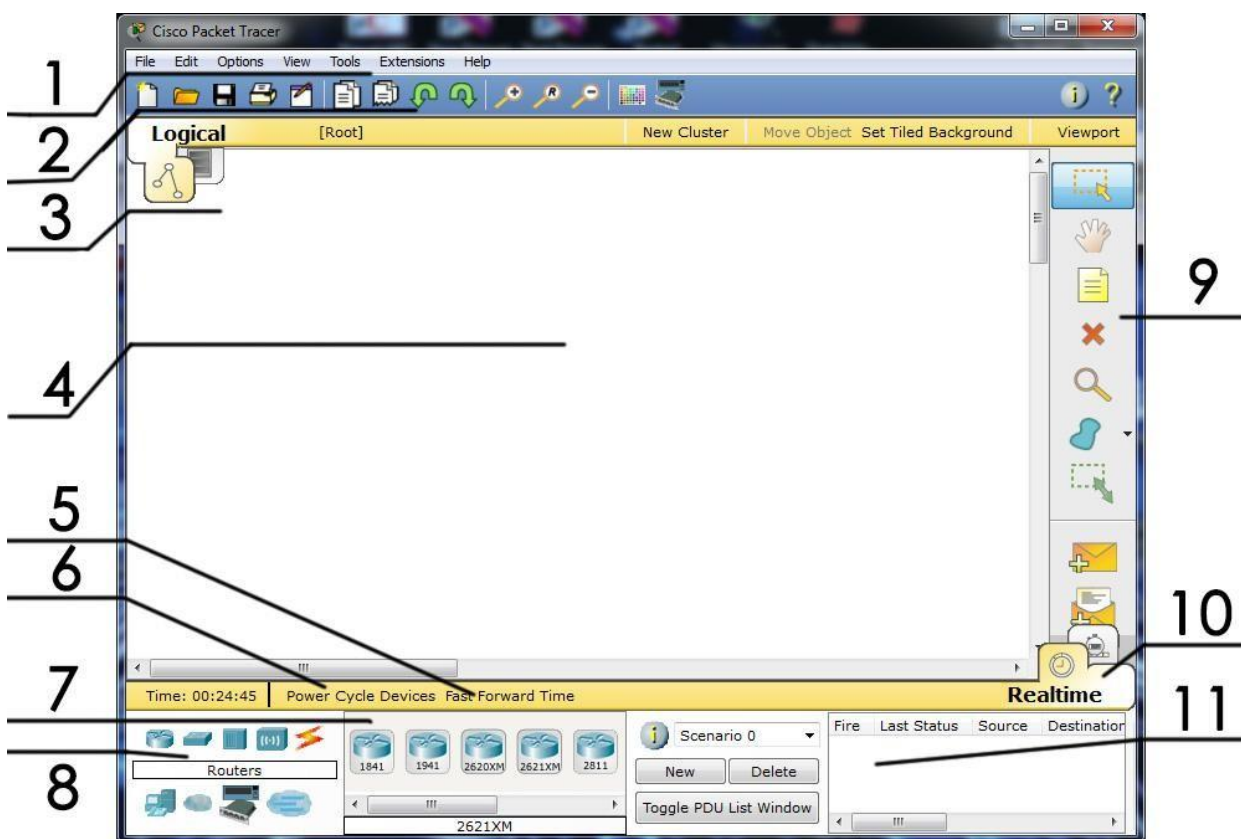 Cisco Packet Tracer
File Edit Options View Tools Extensions Help
1
R
i ?
2
Logical [Root] New Cluster Move Object Set Tiled Background Viewport
3
9
4
5
6
10
7
Time: 00:24:45 Power Cycle Devices Fast Forward Time Realtime
11
Fire Last Status Source Destination
i Scenario 0
1841 1941 2620XM 2621XM 2811
Routers
New Delete
8
Toggle PDU List Window
2621XM